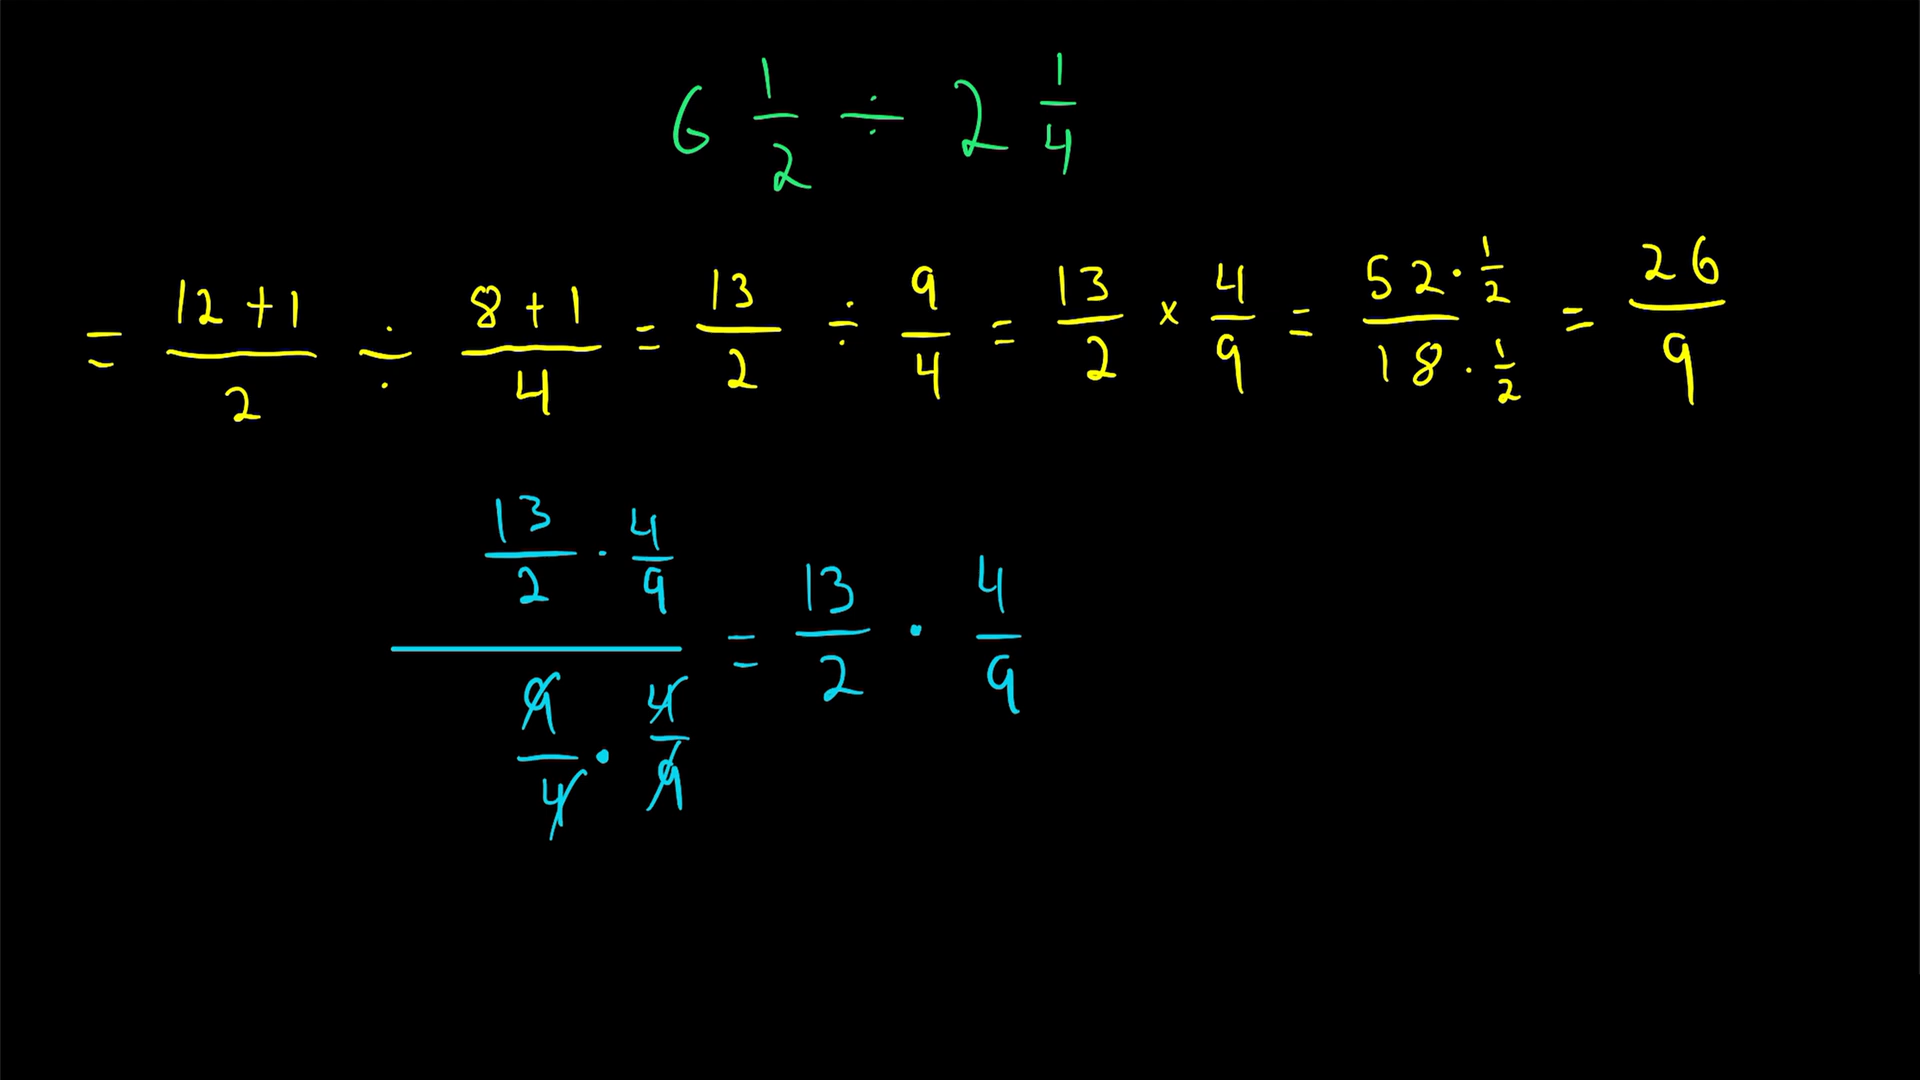 6 1/2 ÷ 2 1/4
= (12 + 1)/2 ÷ (8 + 1)/4 = 13/2 ÷ 9/4 = 13/2 × 4/9 = (52 · 1/2)/(18 · 1/2) = 26/9
(13/2 · 4/9)/(9/4 · 4/9) = 13/2 · 4/9